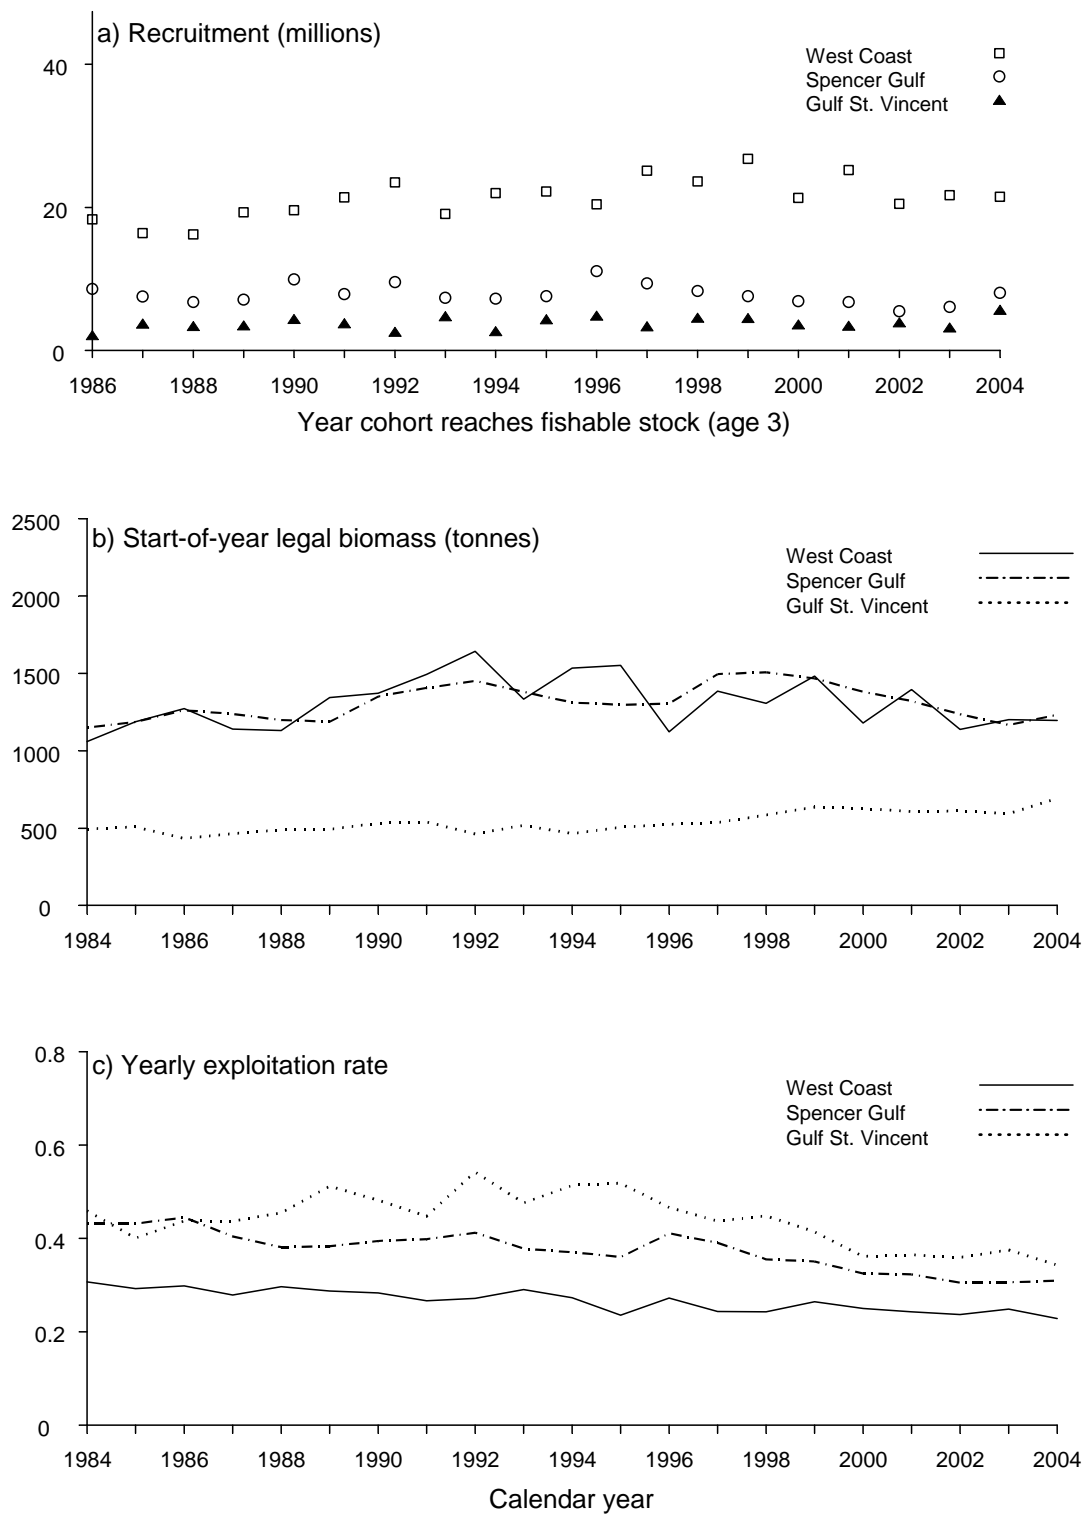 a) Recruitment (millions)
West Coast
Spencer Gulf
Gulf St. Vincent
40
20
0
1986 1988 1990 1992 1994 1996 1998 2000 2002 2004
Year cohort reaches fishable stock (age 3)
b) Start-of-year legal biomass (tonnes)
West Coast
Spencer Gulf
Gulf St. Vincent
2500
2000
1500
1000
500
0
1984 1986 1988 1990 1992 1994 1996 1998 2000 2002 2004
c) Yearly exploitation rate
West Coast
Spencer Gulf
Gulf St. Vincent
0.8
0.6
0.4
0.2
0
1984 1986 1988 1990 1992 1994 1996 1998 2000 2002 2004
Calendar year